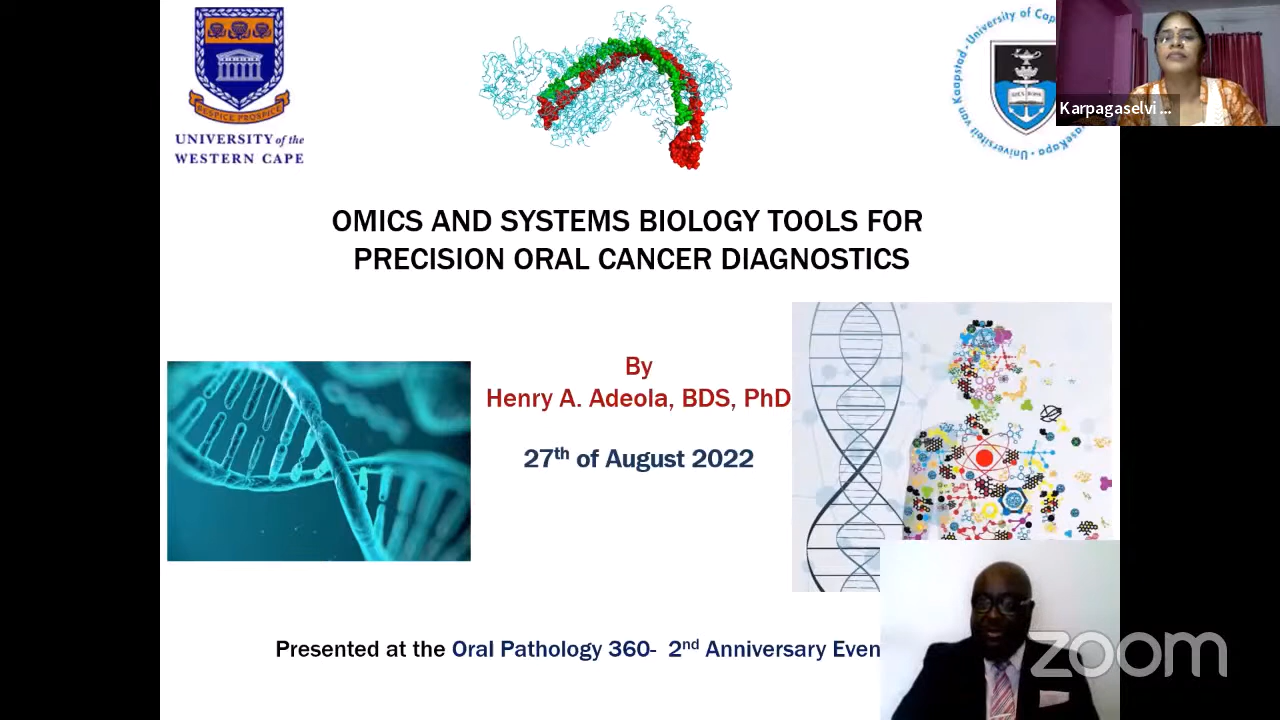 UNIVERSITY of the
WESTERN CAPE
Karpagaselvi ...
OMICS AND SYSTEMS BIOLOGY TOOLS FOR
PRECISION ORAL CANCER DIAGNOSTICS
By
Henry A. Adeola, BDS, PhD
27th of August 2022
Presented at the Oral Pathology 360- 2nd Anniversary Even
zoom